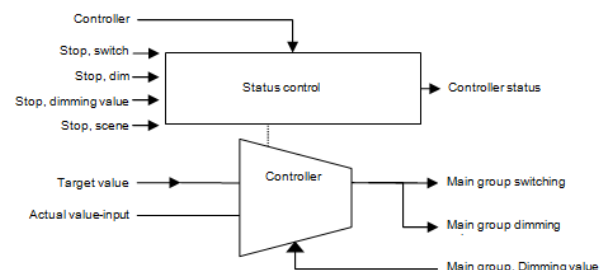 Controller
Stop, switch
Stop, dim
Status control
Controller status
Stop, dimming value
Stop, scene
Controller
Target value
Main group switching
Actual value-input
Main group dimming
Main group, Dimming value